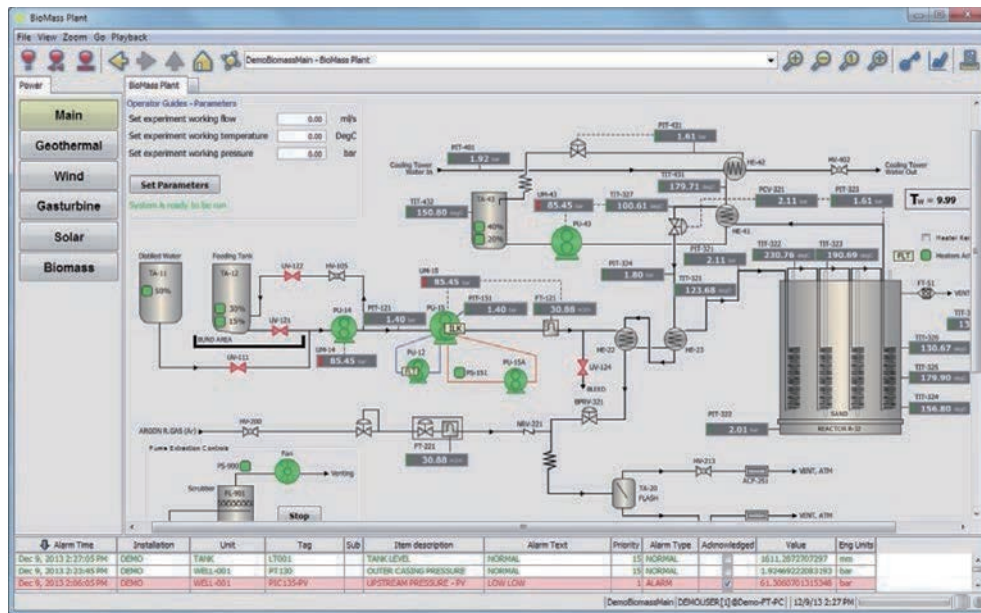 BioMass Plant
File View Zoom Go Playback
DemoBiomassMain - BioMass Plant
Power
BioMass Plant
Main
Geothermal
Wind
Gasturbine
Solar
Biomass
Operator Guides - Parameters
Set experiment working flow 0.00 ml/s
Set experiment working temperature 0.00 DegC
Set experiment working pressure 0.00 bar
Set Parameters
System is ready to be run
PIT-431
1.61
PIT-401
1.92
Cooling Tower
Water In
HE-42
HV-402
Cooling Tower
Water Out
TIT-431
179.71
TIT-432
150.80
TA-43
40%
20%
UM-43
85.45
TIT-327
100.61
PU-43
HE-41
PCV-321
2.11
PIT-323
1.61
Tw = 9.99
PIT-321
2.11
TIT-322
230.76
TIT-323
190.69
PIT-324
1.80
TIT-321
123.68
FLT
FT-51
VENT
Distilled Water
TA-11
50%
Feeding Tank
TA-12
30%
15%
UV-122
HV-105
UV-121
BUND AREA
UV-111
PU-14
UM-14
85.45
PIT-121
1.40
UM-15
85.45
PU-15
ILK
PIT-151
1.40
FT-121
30.88
PU-12
FLT
PS-151
PU-15A
HE-22
HE-23
UV-124
BLEED
BPRV-321
TIT-326
130.67
TIT-325
179.90
TIT-324
156.80
SAND
REACTOR R-32
PIT-322
2.01
ARGON R.GAS (Ar)
HV-200
FT-221
30.88
NRV-221
Fume Extraction Controls
PS-900
Fan
Venting
Scrubber
FL-901
Stop
TA-20
FLASH
HV-213
ACP-251
VENT, ATM
VENT, ATM
Alarm Time Installation Unit Tag Sub Item description Alarm Text Priority Alarm Type Acknowledged Value Eng Units
Dec 9, 2013 2:27:05 PM DEMO TANK LT001 TANK LEVEL NORMAL 15 NORMAL 1611.2672707297 mm
Dec 9, 2013 2:23:45 PM DEMO WELL-001 PT130 OUTER CASING PRESSURE NORMAL 15 NORMAL 1.92469222083193 bar
Dec 9, 2013 2:06:05 PM DEMO WELL-001 PIC135-PV UPSTREAM PRESSURE - PV LOW LOW 1 ALARM 61.3060701315346 bar
DemoBiomassMain DEMOUSER[1]@Demo-FT-PC 12/9/13 2:27 PM